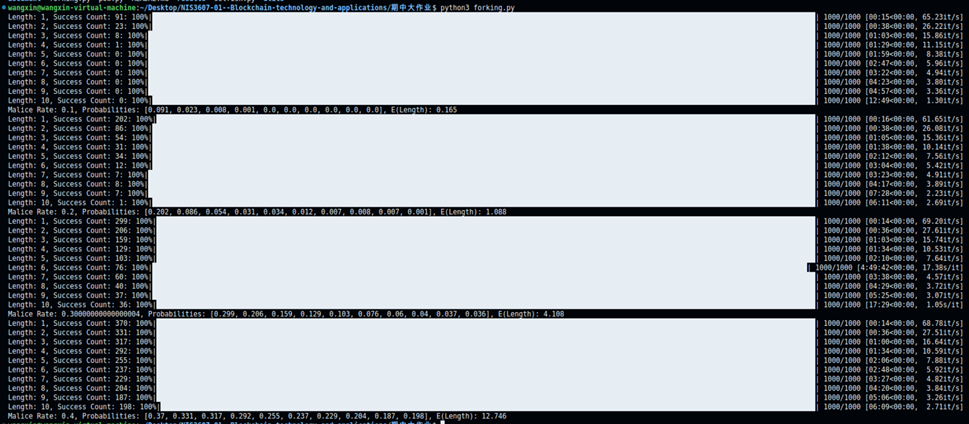 wangxin@wangxin-virtual-machine:~/Desktop/NIS3607-01--Blockchain-technology-and-applications/期中大作业$ python3 forking.py
Length: 1, Success Count: 91: 100%| | 1000/1000 [00:15<00:00, 65.23it/s]
Length: 2, Success Count: 23: 100%| | 1000/1000 [00:38<00:00, 26.22it/s]
Length: 3, Success Count: 8: 100%| | 1000/1000 [01:03<00:00, 15.86it/s]
Length: 4, Success Count: 1: 100%| | 1000/1000 [01:29<00:00, 11.15it/s]
Length: 5, Success Count: 0: 100%| | 1000/1000 [01:59<00:00, 8.38it/s]
Length: 6, Success Count: 0: 100%| | 1000/1000 [02:47<00:00, 5.96it/s]
Length: 7, Success Count: 0: 100%| | 1000/1000 [03:22<00:00, 4.94it/s]
Length: 8, Success Count: 0: 100%| | 1000/1000 [04:23<00:00, 3.80it/s]
Length: 9, Success Count: 0: 100%| | 1000/1000 [04:57<00:00, 3.36it/s]
Length: 10, Success Count: 0: 100%| | 1000/1000 [12:49<00:00, 1.30it/s]
Malice Rate: 0.1, Probabilities: [0.091, 0.023, 0.008, 0.001, 0.0, 0.0, 0.0, 0.0, 0.0, 0.0], E(Length): 0.165
Length: 1, Success Count: 202: 100%| | 1000/1000 [00:16<00:00, 61.65it/s]
Length: 2, Success Count: 86: 100%| | 1000/1000 [00:38<00:00, 26.08it/s]
Length: 3, Success Count: 54: 100%| | 1000/1000 [01:05<00:00, 15.36it/s]
Length: 4, Success Count: 31: 100%| | 1000/1000 [01:38<00:00, 10.14it/s]
Length: 5, Success Count: 34: 100%| | 1000/1000 [02:12<00:00, 7.56it/s]
Length: 6, Success Count: 12: 100%| | 1000/1000 [03:04<00:00, 5.42it/s]
Length: 7, Success Count: 7: 100%| | 1000/1000 [03:23<00:00, 4.91it/s]
Length: 8, Success Count: 8: 100%| | 1000/1000 [04:17<00:00, 3.89it/s]
Length: 9, Success Count: 7: 100%| | 1000/1000 [07:28<00:00, 2.23it/s]
Length: 10, Success Count: 1: 100%| | 1000/1000 [06:11<00:00, 2.69it/s]
Malice Rate: 0.2, Probabilities: [0.202, 0.086, 0.054, 0.031, 0.034, 0.012, 0.007, 0.008, 0.007, 0.001], E(Length): 1.088
Length: 1, Success Count: 299: 100%| | 1000/1000 [00:14<00:00, 69.20it/s]
Length: 2, Success Count: 206: 100%| | 1000/1000 [00:36<00:00, 27.61it/s]
Length: 3, Success Count: 159: 100%| | 1000/1000 [01:03<00:00, 15.74it/s]
Length: 4, Success Count: 129: 100%| | 1000/1000 [01:34<00:00, 10.53it/s]
Length: 5, Success Count: 103: 100%| | 1000/1000 [02:10<00:00, 7.64it/s]
Length: 6, Success Count: 76: 100%| | 1000/1000 [4:49:42<00:00, 17.38s/it]
Length: 7, Success Count: 60: 100%| | 1000/1000 [03:38<00:00, 4.57it/s]
Length: 8, Success Count: 40: 100%| | 1000/1000 [04:29<00:00, 3.72it/s]
Length: 9, Success Count: 37: 100%| | 1000/1000 [05:25<00:00, 3.07it/s]
Length: 10, Success Count: 36: 100%| | 1000/1000 [17:29<00:00, 1.05s/it]
Malice Rate: 0.30000000000000004, Probabilities: [0.299, 0.206, 0.159, 0.129, 0.103, 0.076, 0.06, 0.04, 0.037, 0.036], E(Length): 4.108
Length: 1, Success Count: 370: 100%| | 1000/1000 [00:14<00:00, 68.78it/s]
Length: 2, Success Count: 331: 100%| | 1000/1000 [00:36<00:00, 27.51it/s]
Length: 3, Success Count: 317: 100%| | 1000/1000 [01:00<00:00, 16.64it/s]
Length: 4, Success Count: 292: 100%| | 1000/1000 [01:34<00:00, 10.59it/s]
Length: 5, Success Count: 255: 100%| | 1000/1000 [02:06<00:00, 7.88it/s]
Length: 6, Success Count: 237: 100%| | 1000/1000 [02:48<00:00, 5.92it/s]
Length: 7, Success Count: 229: 100%| | 1000/1000 [03:27<00:00, 4.82it/s]
Length: 8, Success Count: 204: 100%| | 1000/1000 [04:20<00:00, 3.84it/s]
Length: 9, Success Count: 187: 100%| | 1000/1000 [05:06<00:00, 3.26it/s]
Length: 10, Success Count: 198: 100%| | 1000/1000 [06:09<00:00, 2.71it/s]
Malice Rate: 0.4, Probabilities: [0.37, 0.331, 0.317, 0.292, 0.255, 0.237, 0.229, 0.204, 0.187, 0.198], E(Length): 12.746